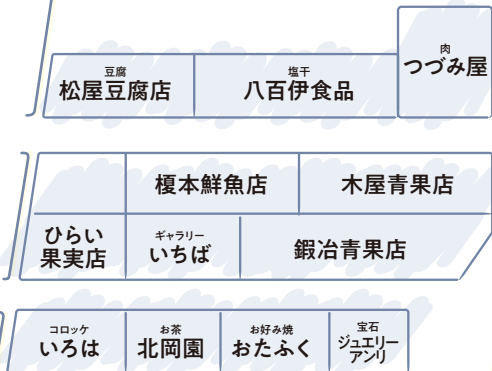 肉
つづみ屋
豆腐
松屋豆腐店
塩干
八百伊食品
榎本鮮魚店
木屋青果店
ひらい
果実店
ギャラリー
いちば
鍜冶青果店
コロッケ
いろは
お茶
北岡園
お好み焼
おたふく
宝石
ジュエリー
アンリ